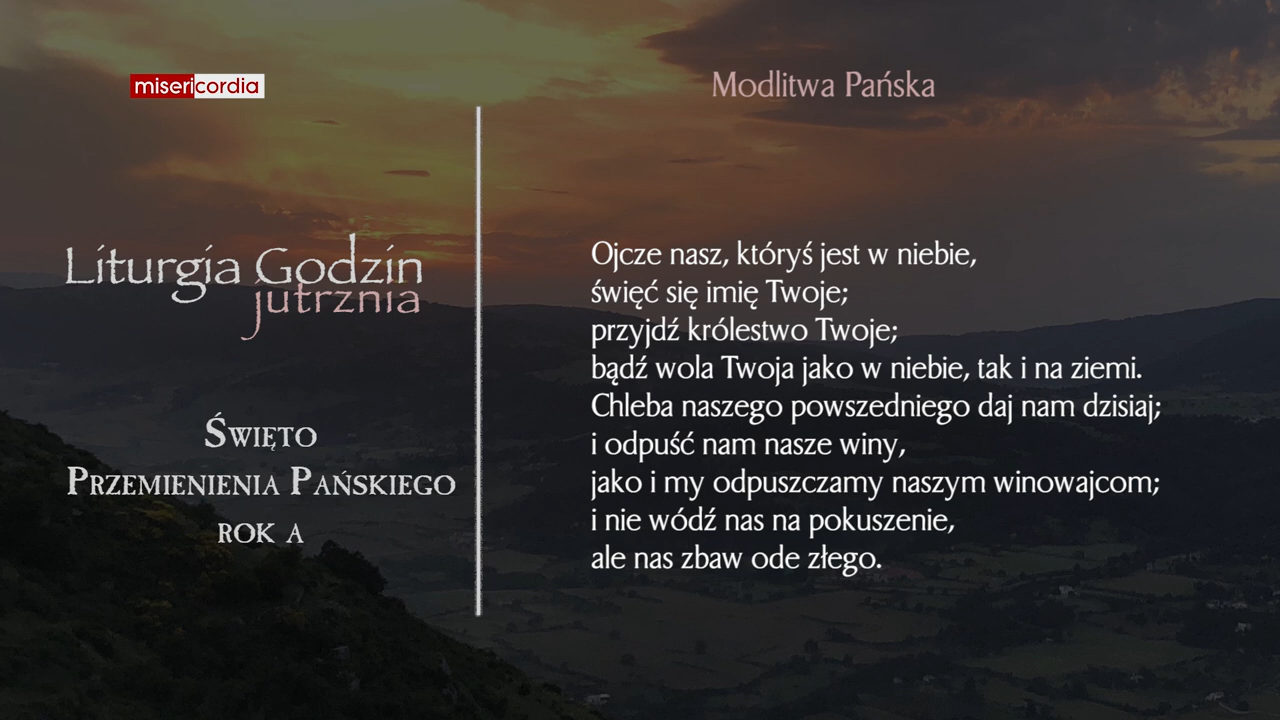 misericordia
Liturgia Godzin
jutrznia
Święto
Przemienienia Pańskiego
rok A
Modlitwa Pańska
Ojcze nasz, któryś jest w niebie,
święć się imię Twoje;
przyjdź królestwo Twoje;
bądź wola Twoja jako w niebie, tak i na ziemi.
Chleba naszego powszedniego daj nam dzisiaj;
i odpuść nam nasze winy,
jako i my odpuszczamy naszym winowajcom;
i nie wódź nas na pokuszenie,
ale nas zbaw ode złego.